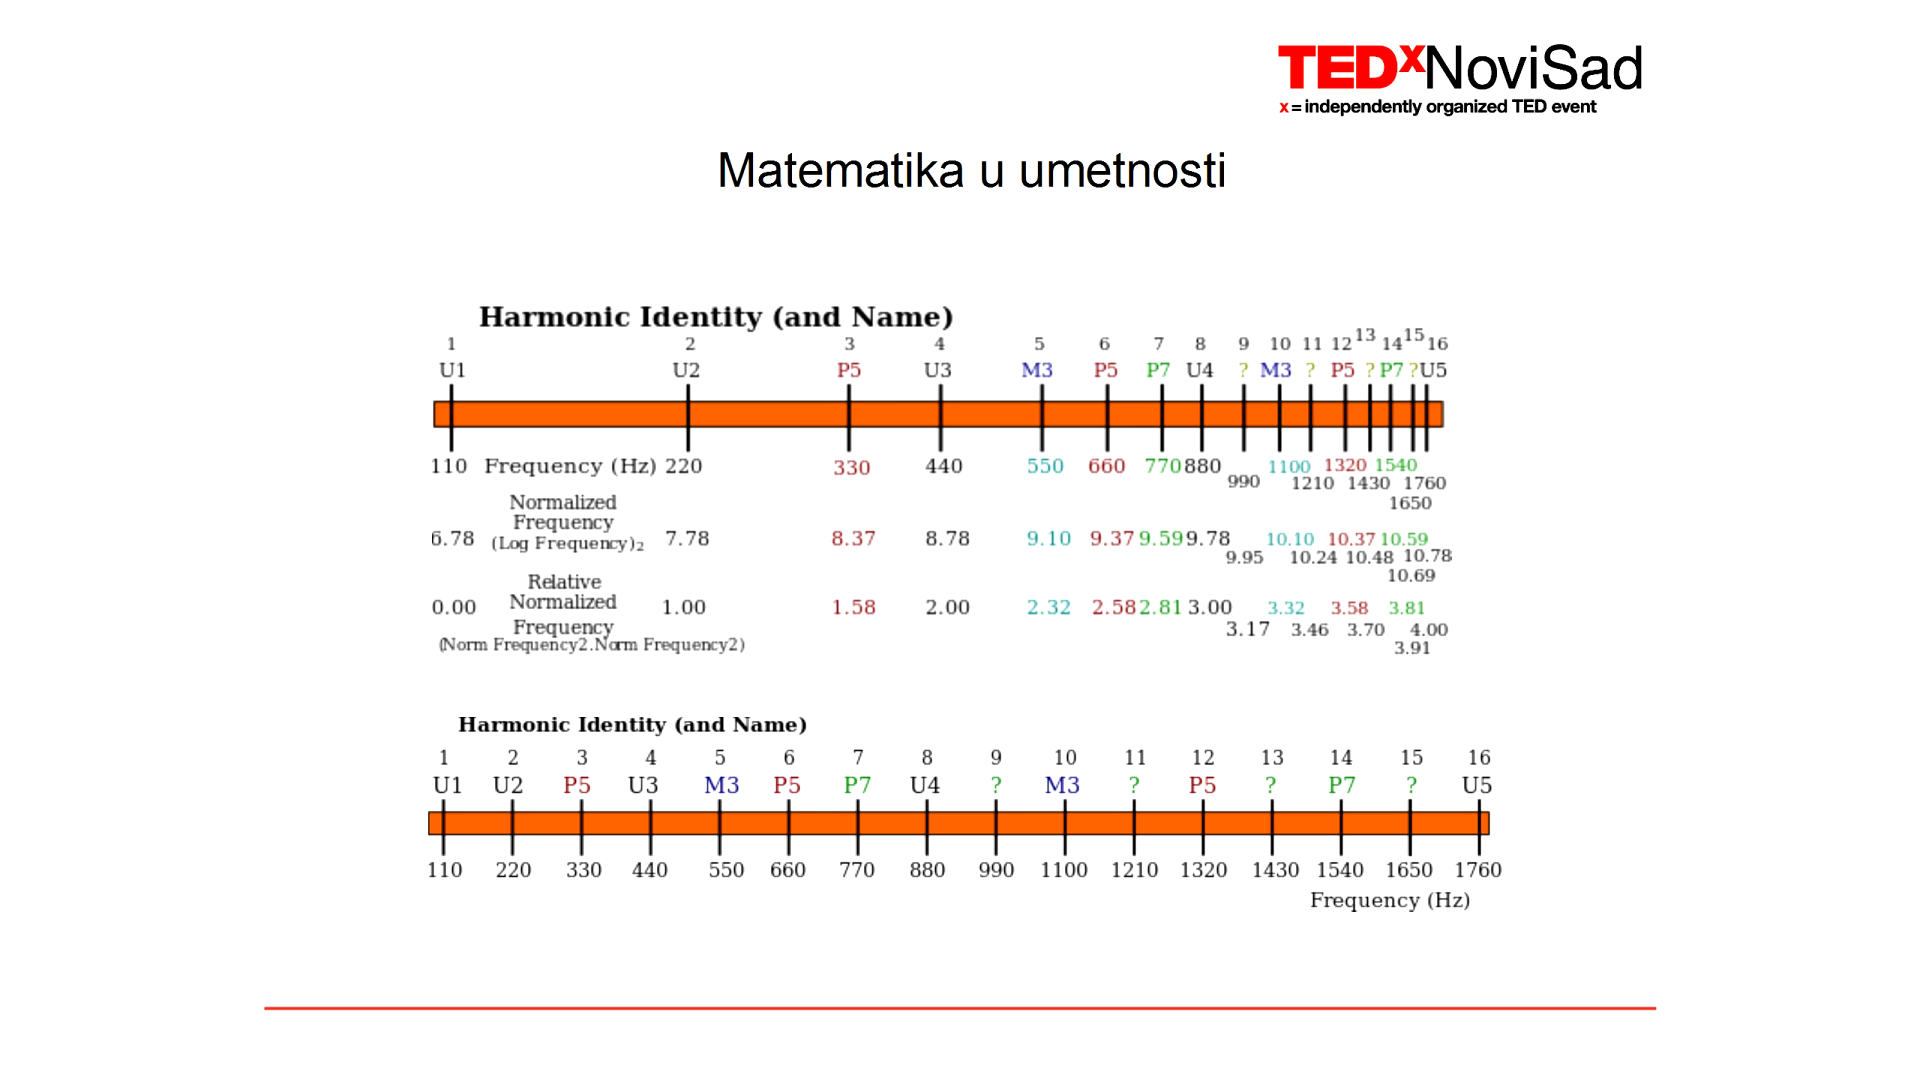 TEDxNoviSad
x = independently organized TED event
Matematika u umetnosti
Harmonic Identity (and Name)
1 2 3 4 5 6 7 8 9 10 11 12 13 14 15 16
U1 U2 P5 U3 M3 P5 P7 U4 ? M3 ? P5 ? P7 ? U5
110 Frequency (Hz) 220 330 440 550 660 770 880 990 1100 1210 1320 1430 1540 1650 1760
Normalized
Frequency
(Log Frequency)₂
6.78 7.78 8.37 8.78 9.10 9.37 9.59 9.78 9.95 10.10 10.24 10.37 10.48 10.59 10.69 10.78
Relative
Normalized
Frequency
0.00 1.00 1.58 2.00 2.32 2.58 2.81 3.00 3.17 3.32 3.46 3.58 3.70 3.81 3.91 4.00
(Norm Frequency2.Norm Frequency2)
Harmonic Identity (and Name)
1 2 3 4 5 6 7 8 9 10 11 12 13 14 15 16
U1 U2 P5 U3 M3 P5 P7 U4 ? M3 ? P5 ? P7 ? U5
110 220 330 440 550 660 770 880 990 1100 1210 1320 1430 1540 1650 1760
Frequency (Hz)